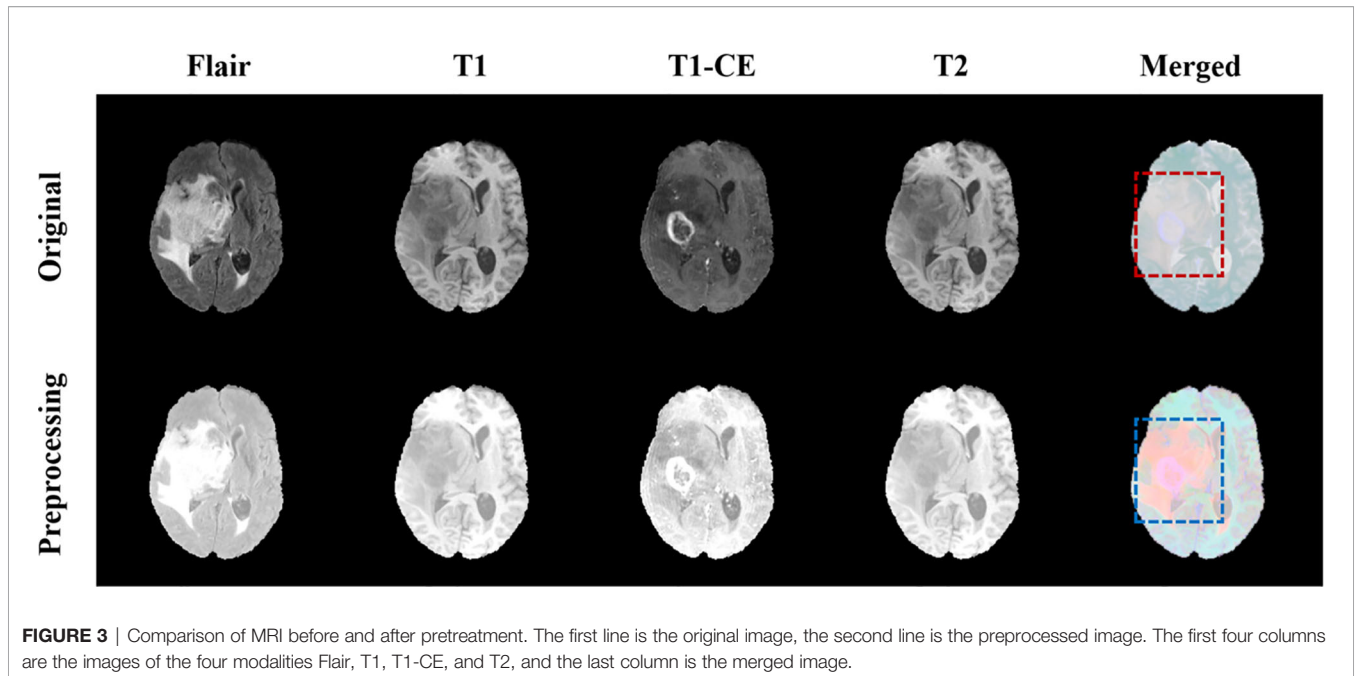 Flair T1 T1-CE T2 Merged
Original
Preprocessing
FIGURE 3 | Comparison of MRI before and after pretreatment. The first line is the original image, the second line is the preprocessed image. The first four columns
are the images of the four modalities Flair, T1, T1-CE, and T2, and the last column is the merged image.